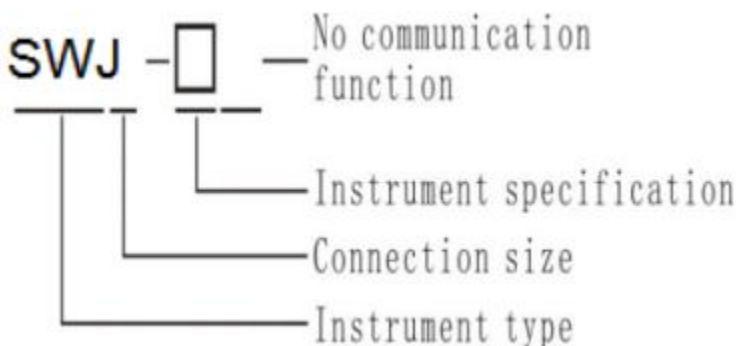 SWJ -□ No communication
function
Instrument specification
Connection size
Instrument type